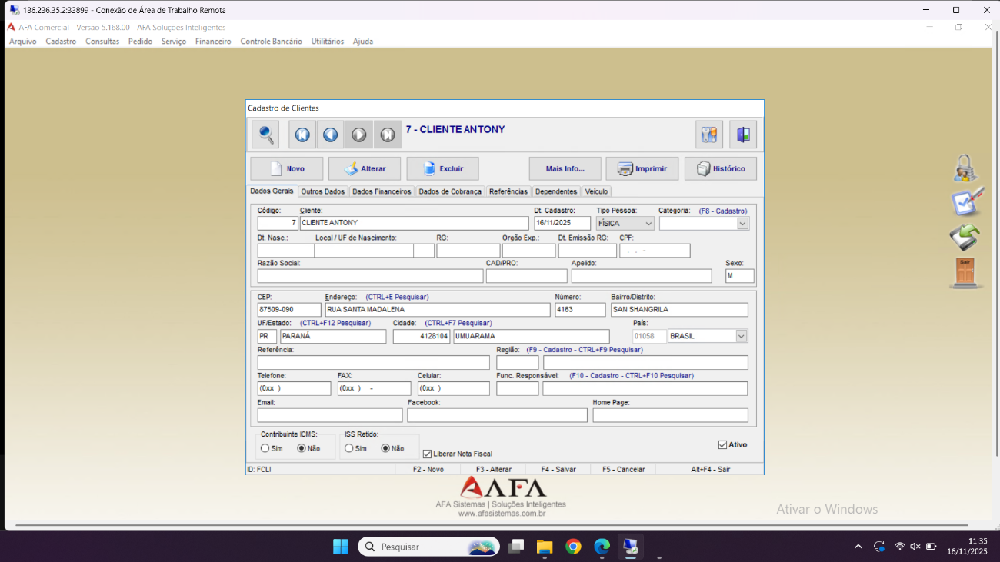 186.236.35.2:33899 - Conexão de Área de Trabalho Remota
AFA Comercial - Versão 5.168.00 - AFA Soluções Inteligentes
Arquivo Cadastro Consultas Pedido Serviço Financeiro Controle Bancário Utilitários Ajuda
Cadastro de Clientes
7 - CLIENTE ANTONY
Novo Alterar Excluir Mais Info... Imprimir Histórico
Dados Gerais Outros Dados Dados Financeiros Dados de Cobrança Referências Dependentes Veículo
Código: Cliente: Dt. Cadastro: Tipo Pessoa: Categoria: (F8 - Cadastro)
7 CLIENTE ANTONY 16/11/2025 FÍSICA
Dt. Nasc.: Local / UF de Nascimento: RG: Orgão Exp.: Dt. Emissão RG: CPF:
. . -
Razão Social: CAD/PRO: Apelido: Sexo:
M
CEP: Endereço: (CTRL+E Pesquisar) Número: Bairro/Distrito:
87509-090 RUA SANTA MADALENA 4163 SAN SHANGRILA
UF/Estado: (CTRL+F12 Pesquisar) Cidade: (CTRL+F7 Pesquisar) País:
PR PARANÁ 4128104 UMUARAMA 01058 BRASIL
Referência: Região: (F9 - Cadastro - CTRL+F9 Pesquisar)
Telefone: FAX: Celular: Func. Responsável: (F10 - Cadastro - CTRL+F10 Pesquisar)
(0xx ) (0xx ) - (0xx )
Email: Facebook: Home Page:
Contribuinte ICMS: ISS Retido:
Sim Não Sim Não Liberar Nota Fiscal Ativo
ID: FCLI F2 - Novo F3 - Alterar F4 - Salvar F5 - Cancelar Alt+F4 - Sair
AFA
AFA Sistemas | Soluções Inteligentes
www.afasistemas.com.br
Sair
Ativar o Windows
Pesquisar
11:35
16/11/2025